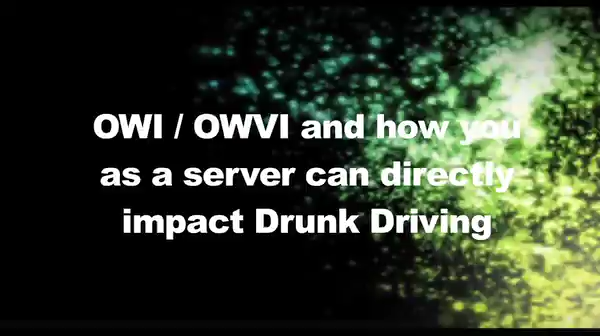 OWI / OWVI and how you
as a server can directly
impact Drunk Driving